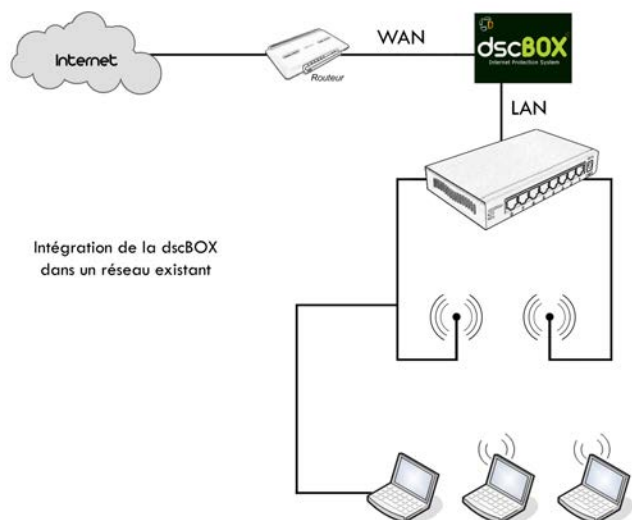 Internet
Routeur
WAN
dscBOX
Internet Protection System
LAN
Intégration de la dscBOX
dans un réseau existant